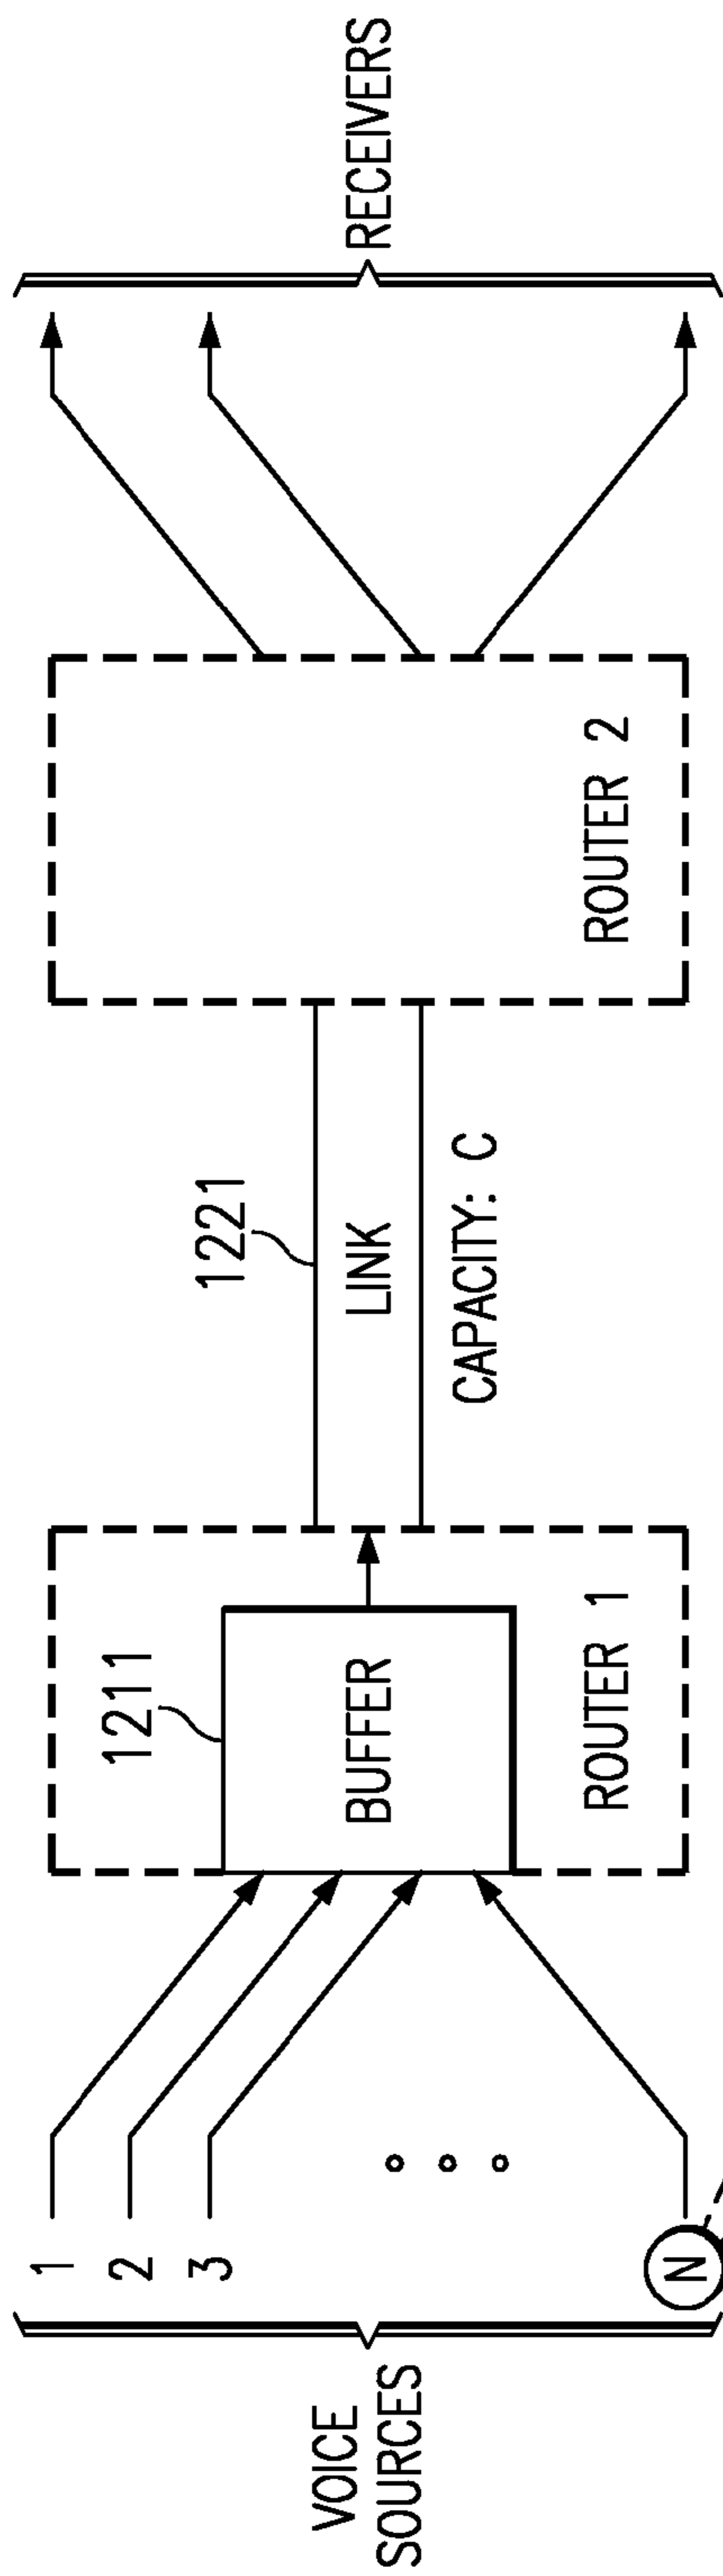 VOICE
SOURCES
1
2
3
N
1211
BUFFER
ROUTER 1
1221
LINK
CAPACITY: C
ROUTER 2
RECEIVERS